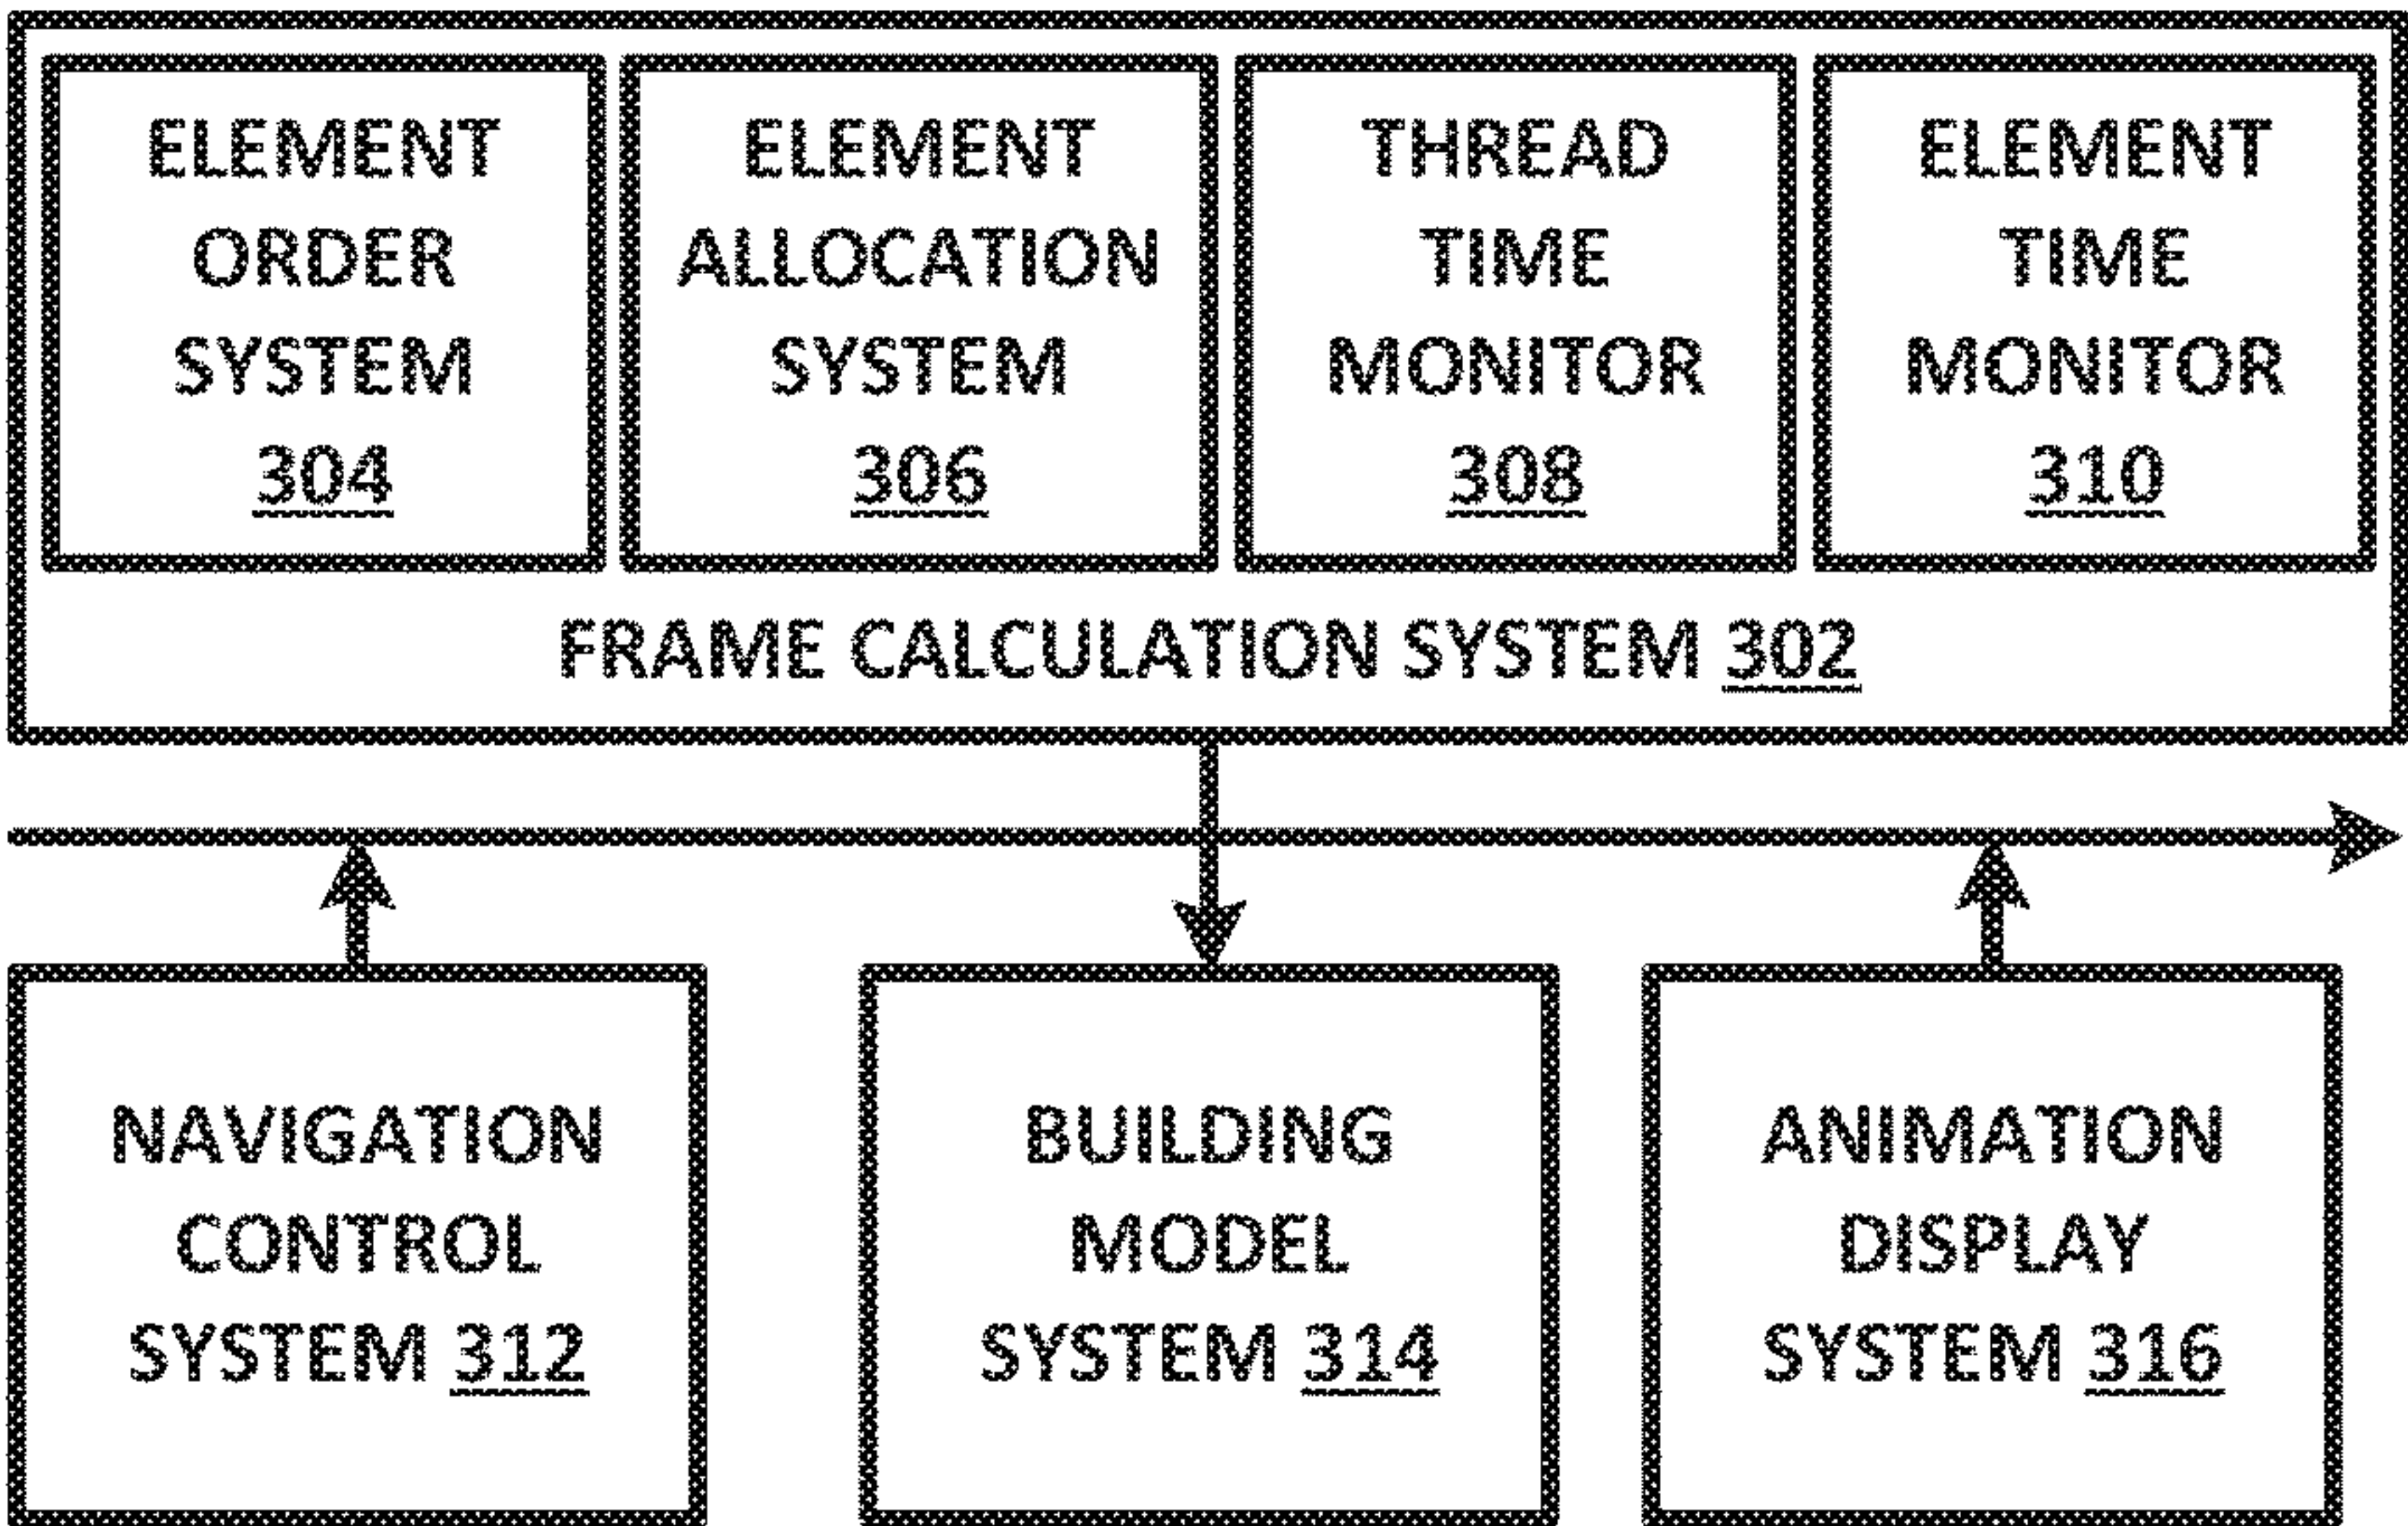 ELEMENT
ORDER
SYSTEM
304
ELEMENT
ALLOCATION
SYSTEM
306
THREAD
TIME
MONITOR
308
ELEMENT
TIME
MONITOR
310
FRAME CALCULATION SYSTEM 302
NAVIGATION
CONTROL
SYSTEM 312
BUILDING
MODEL
SYSTEM 314
ANIMATION
DISPLAY
SYSTEM 316